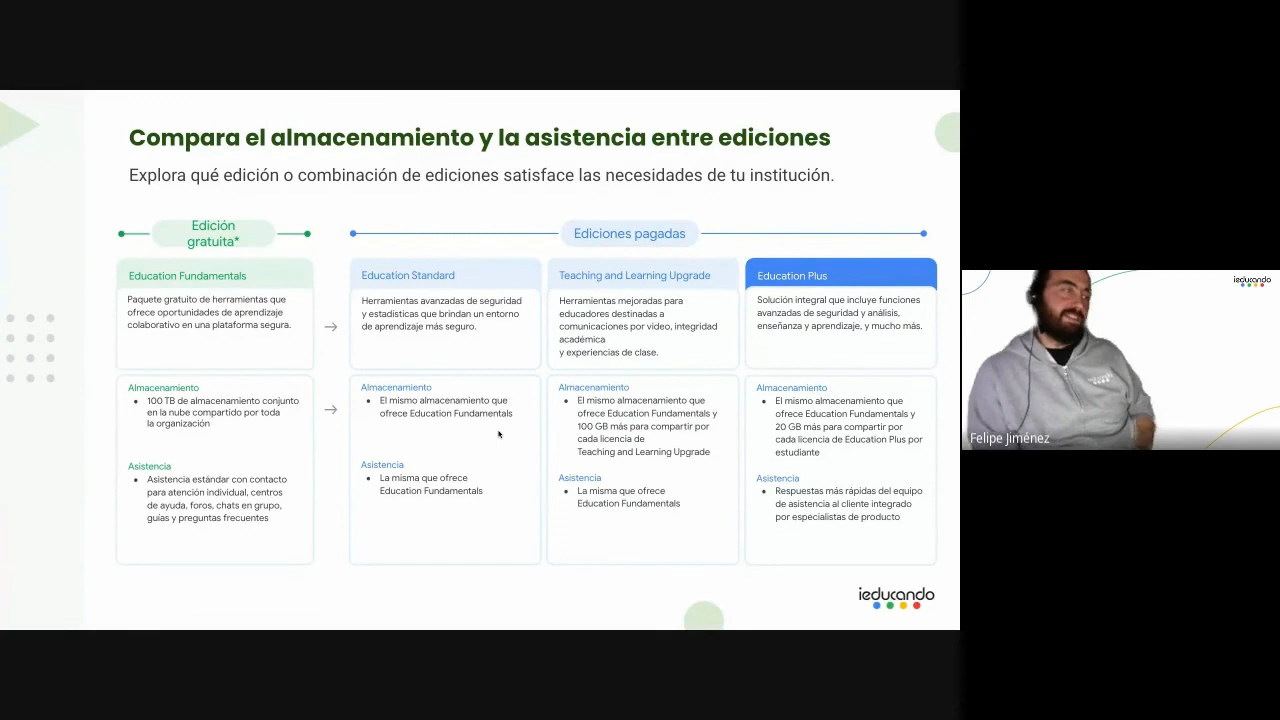 Compara el almacenamiento y la asistencia entre ediciones
Explora qué edición o combinación de ediciones satisface las necesidades de tu institución.
Edición
gratuita*
Ediciones pagadas
Education Fundamentals
Paquete gratuito de herramientas que
ofrece oportunidades de aprendizaje
colaborativo en una plataforma segura.
Almacenamiento
100 TB de almacenamiento conjunto
en la nube compartido por toda
la organización
Asistencia
Asistencia estándar con contacto
para atención individual, centros
de ayuda, foros, chats en grupo,
guías y preguntas frecuentes
Education Standard
Herramientas avanzadas de seguridad
y estadísticas que brindan un entorno
de aprendizaje más seguro.
Almacenamiento
El mismo almacenamiento que
ofrece Education Fundamentals
Asistencia
La misma que ofrece
Education Fundamentals
Teaching and Learning Upgrade
Herramientas mejoradas para
educadores destinadas a
comunicaciones por video, integridad
académica
y experiencias de clase.
Almacenamiento
El mismo almacenamiento que
ofrece Education Fundamentals y
100 GB más para compartir por
cada licencia de
Teaching and Learning Upgrade
Asistencia
La misma que ofrece
Education Fundamentals
Education Plus
Solución integral que incluye funciones
avanzadas de seguridad y análisis,
enseñanza y aprendizaje, y mucho más.
Almacenamiento
El mismo almacenamiento que
ofrece Education Fundamentals y
20 GB más para compartir por
cada licencia de Education Plus por
estudiante
Asistencia
Respuestas más rápidas del equipo
de asistencia al cliente integrado
por especialistas de producto
ieducando
ieducando
Felipe Jiménez